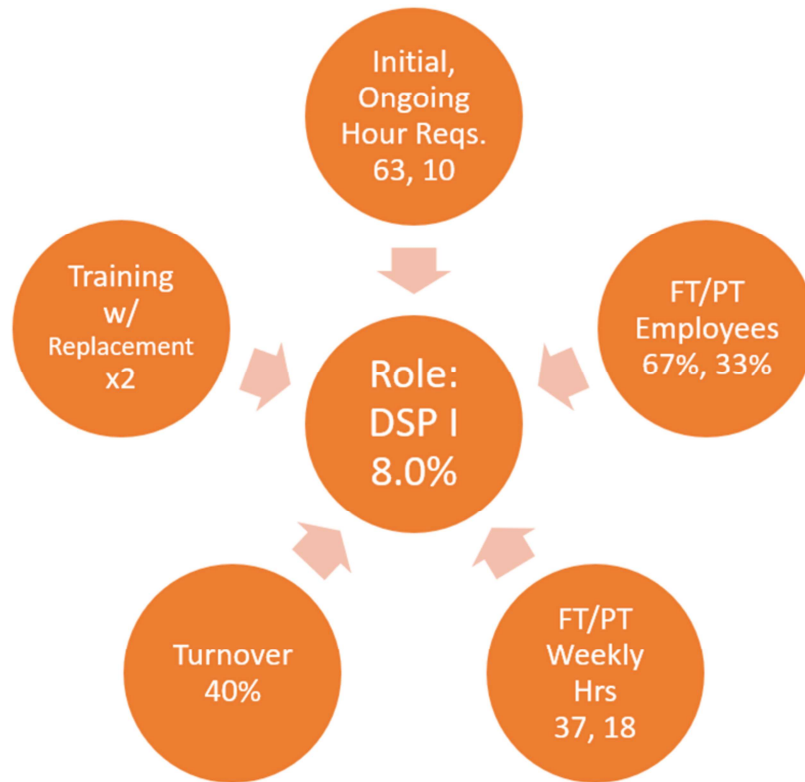 Initial,
Ongoing
Hour Reqs.
63, 10
Training
w/
Replacement
x2
FT/PT
Employees
67%, 33%
Role:
DSP I
8.0%
Turnover
40%
FT/PT
Weekly
Hrs
37, 18